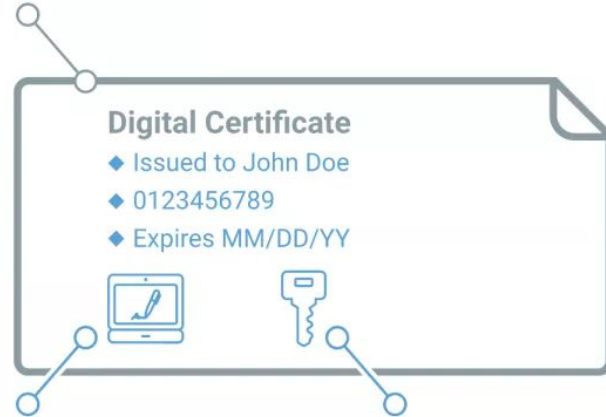 Digital Certificate
◆ Issued to John Doe
◆ 0123456789
◆ Expires MM/DD/YY